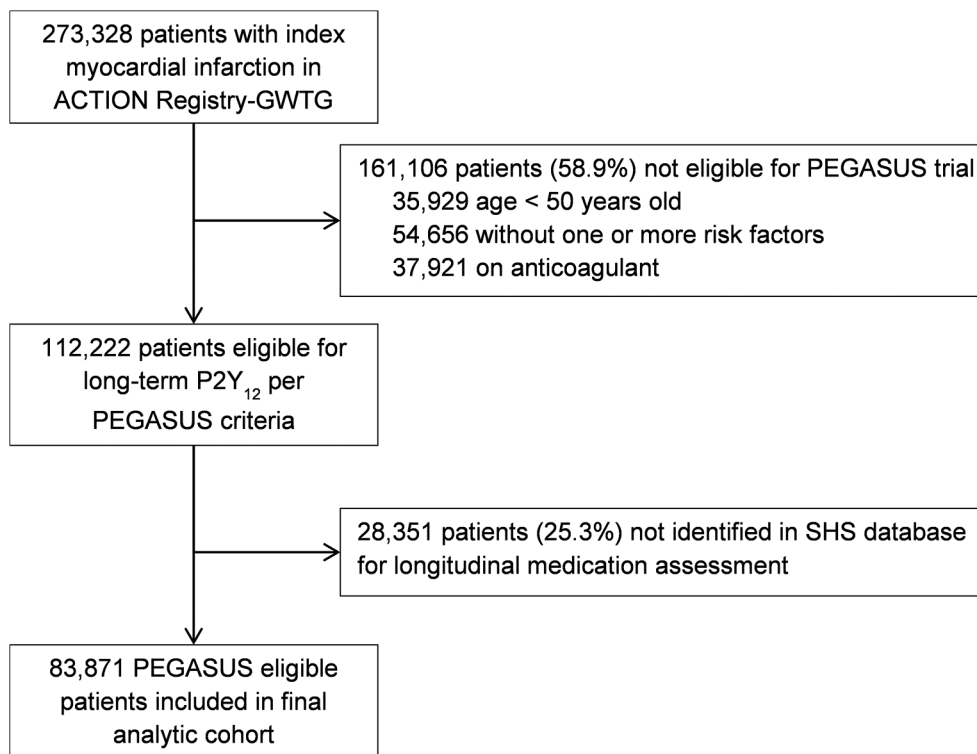 273,328 patients with index
myocardial infarction in
ACTION Registry-GWTG
161,106 patients (58.9%) not eligible for PEGASUS trial
35,929 age < 50 years old
54,656 without one or more risk factors
37,921 on anticoagulant
112,222 patients eligible for
long-term P2Y₁₂ per
PEGASUS criteria
28,351 patients (25.3%) not identified in SHS database
for longitudinal medication assessment
83,871 PEGASUS eligible
patients included in final
analytic cohort